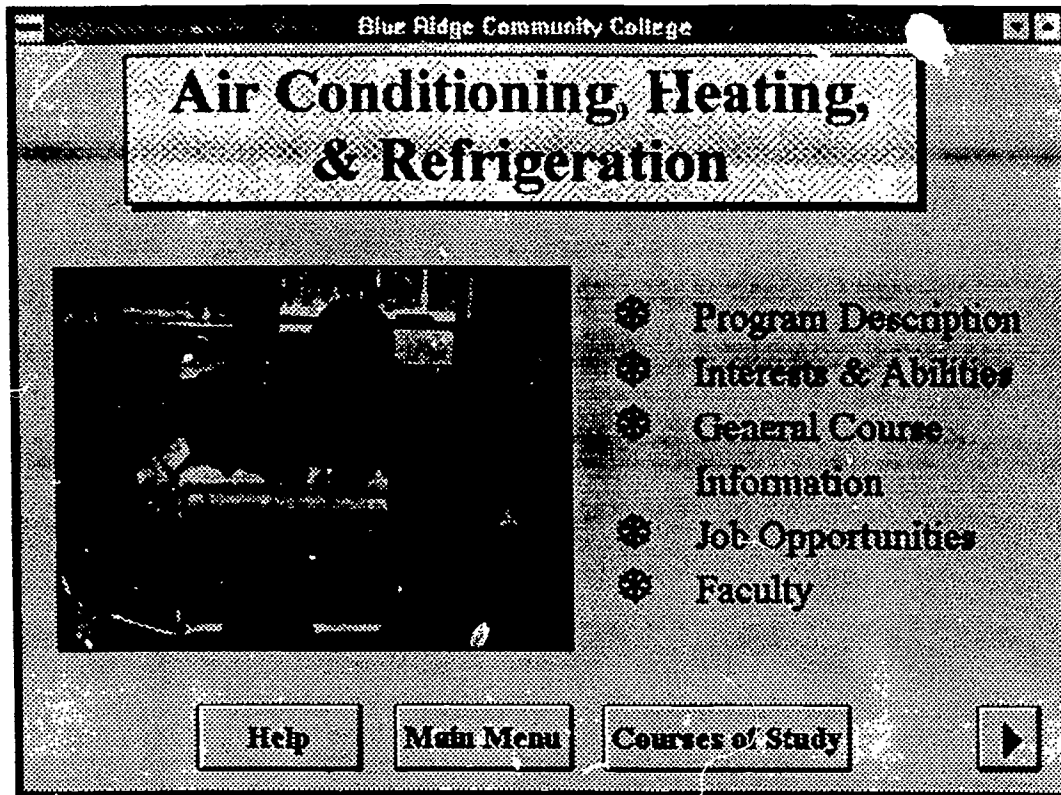 Blue Ridge Community College
Air Conditioning, Heating,
& Refrigeration
Program Description
Interests & Abilities
General Course
Information
Job Opportunities
Faculty
Help
Main Menu
Courses of Study